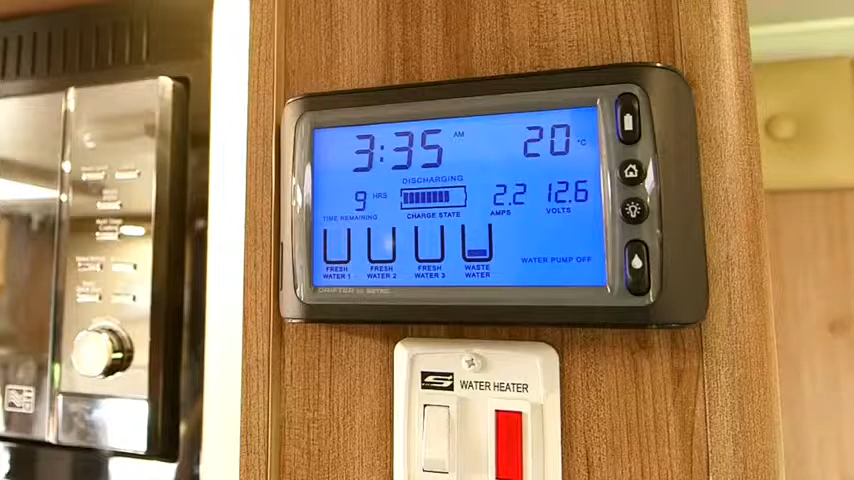 3:35 AM
20 °C
DISCHARGING
9 HRS
2.2
12.6
TIME REMAINING
CHARGE STATE
AMPS
VOLTS
FRESH
WATER 1
FRESH
WATER 2
FRESH
WATER 3
WASTE
WATER
WATER PUMP OFF
DRIFTER
WATER HEATER